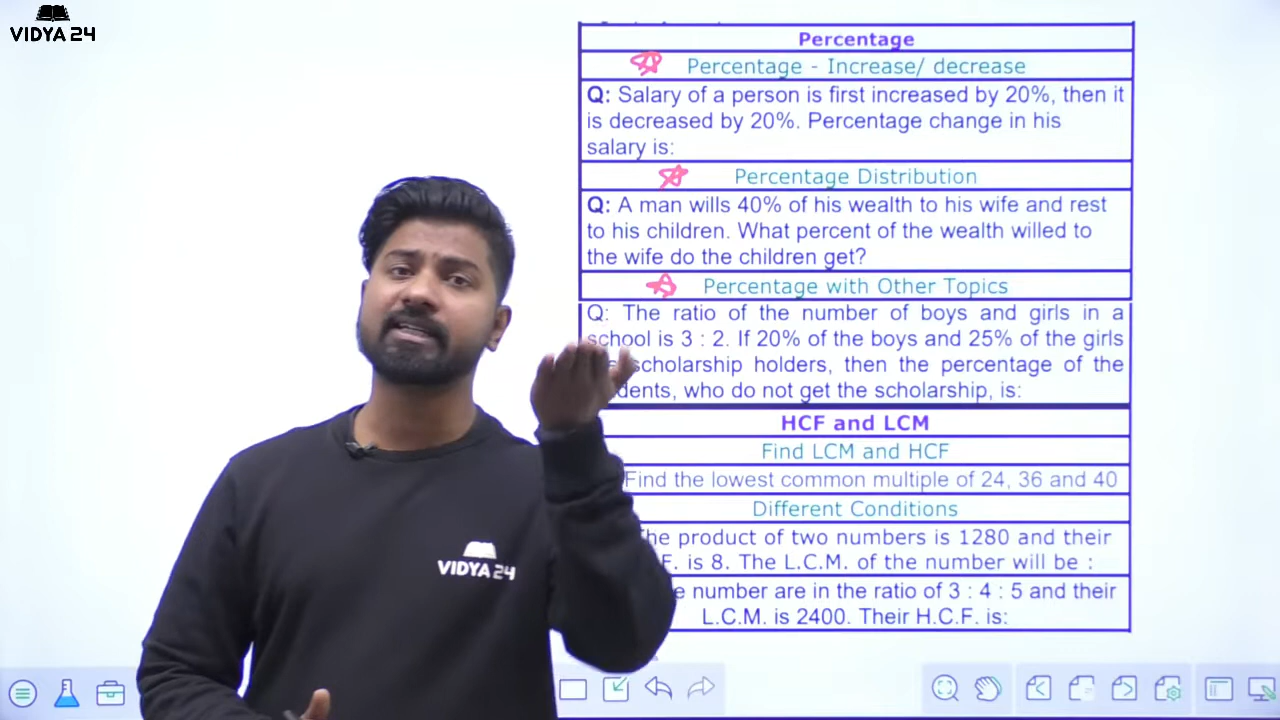 VIDYA 24
Percentage
Percentage - Increase/ decrease
Q: Salary of a person is first increased by 20%, then it
is decreased by 20%. Percentage change in his
salary is:
Percentage Distribution
Q: A man wills 40% of his wealth to his wife and rest
to his children. What percent of the wealth willed to
the wife do the children get?
Percentage with Other Topics
Q: The ratio of the number of boys and girls in a
school is 3 : 2. If 20% of the boys and 25% of the girls
scholarship holders, then the percentage of the
dents, who do not get the scholarship, is:
HCF and LCM
Find LCM and HCF
Find the lowest common multiple of 24, 36 and 40
Different Conditions
he product of two numbers is 1280 and their
F. is 8. The L.C.M. of the number will be :
e number are in the ratio of 3 : 4 : 5 and their
L.C.M. is 2400. Their H.C.F. is:
VIDYA 24